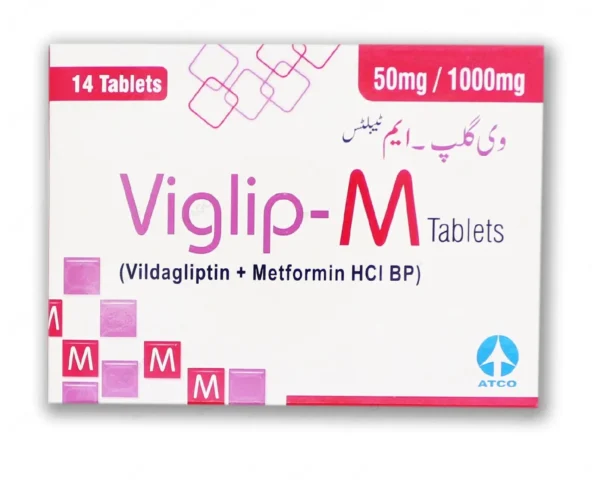 14 Tablets
50mg / 1000mg
وی گلپ ۔ ایم ٹیبلٹس
Viglip-M Tablets
(Vildagliptin + Metformin HCl BP)
M
M
M
M
ATCO